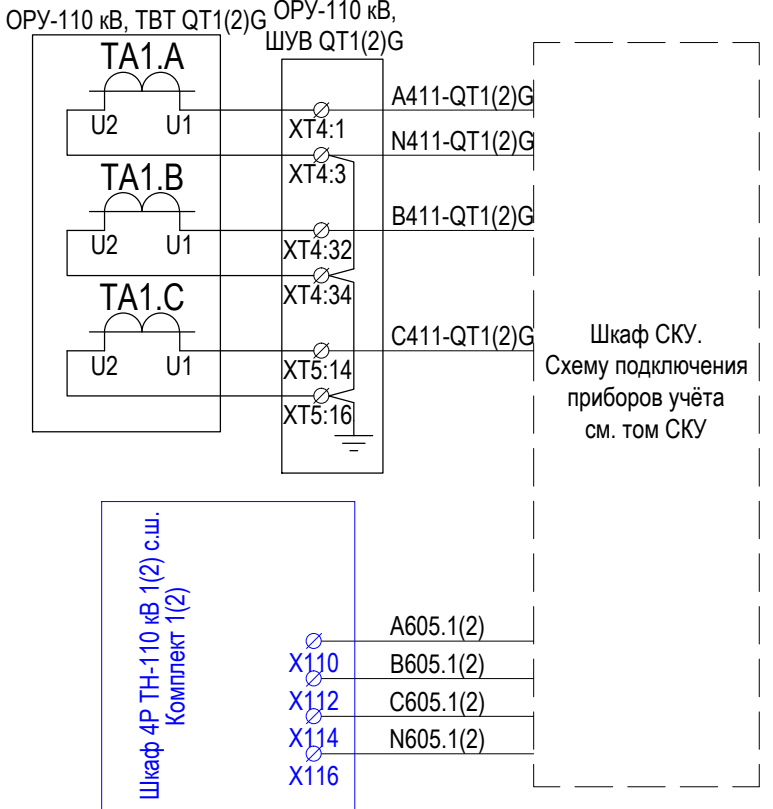 ОРУ-110 кВ, ТВТ QT1(2)G
ОРУ-110 кВ,
ШУВ QT1(2)G
TA1.A
U2 U1
XT4:1
A411-QT1(2)G
XT4:3
N411-QT1(2)G
TA1.B
U2 U1
XT4:32
B411-QT1(2)G
XT4:34
TA1.C
U2 U1
XT5:14
C411-QT1(2)G
XT5:16
Шкаф СКУ.
Схему подключения
приборов учёта
см. том СКУ
Шкаф 4Р ТН-110 кВ 1(2) с.ш.
Комплект 1(2)
X110
A605.1(2)
X112
B605.1(2)
X114
C605.1(2)
X116
N605.1(2)